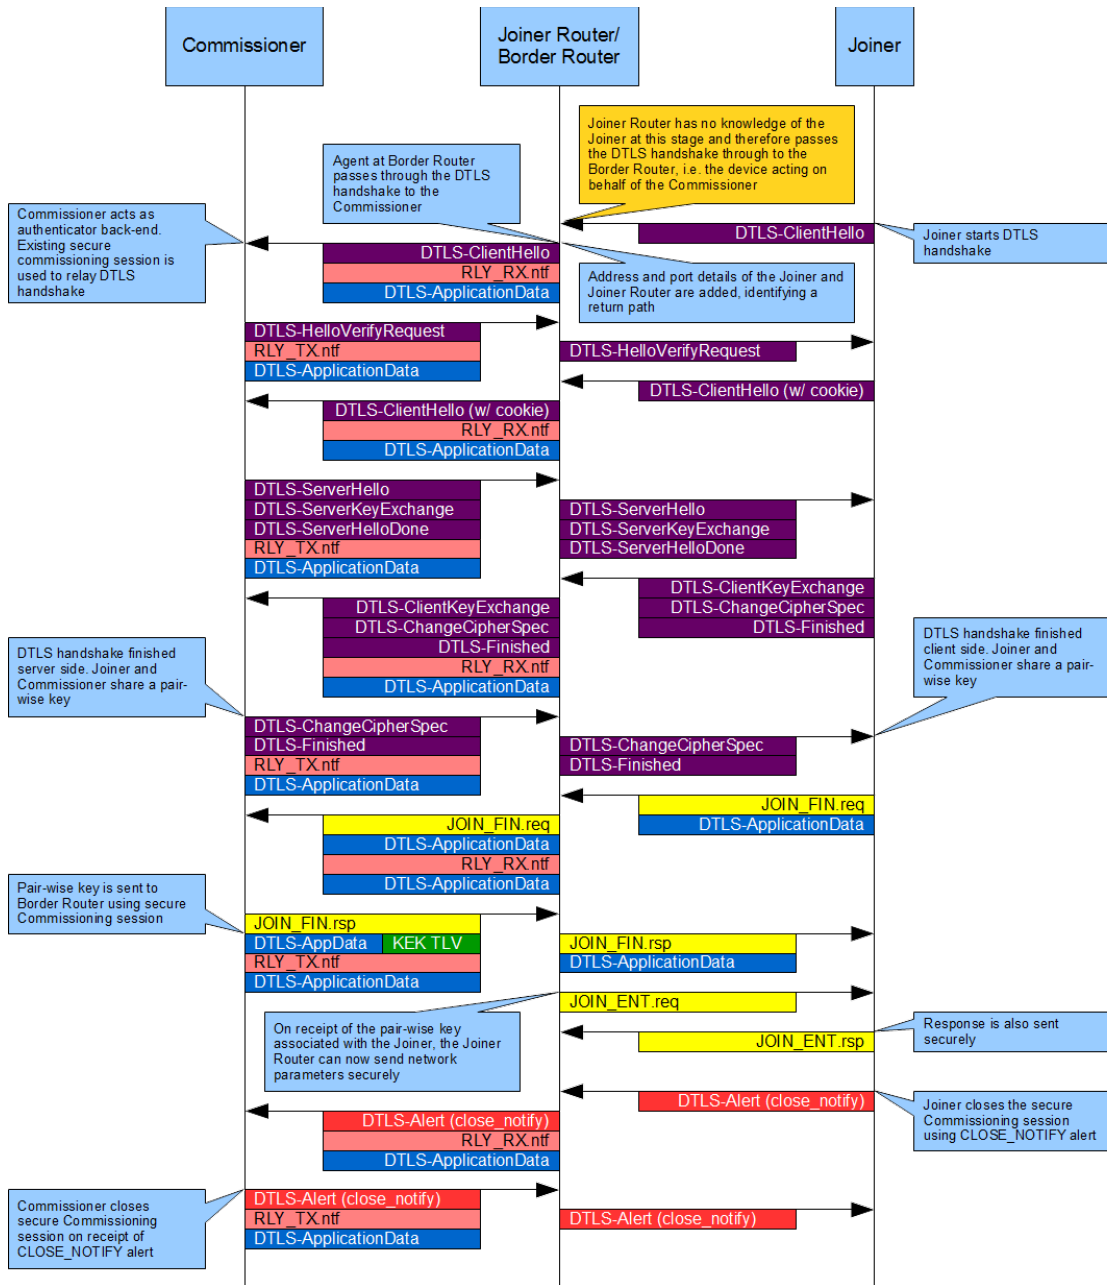 Commissioner
Joiner Router/
Border Router
Joiner
Joiner Router has no knowledge of the
Joiner at this stage and therefore passes
the DTLS handshake through to the
Border Router, i.e. the device acting on
behalf of the Commissioner
Agent at Border Router
passes through the DTLS
handshake to the
Commissioner
Commissioner acts as
authenticator back-end.
Existing secure
commissioning session is
used to relay DTLS
handshake
DTLS-ClientHello
Joiner starts DTLS
handshake
DTLS-ClientHello
RLY_RX.ntf
DTLS-ApplicationData
Address and port details of the Joiner and
Joiner Router are added, identifying a
return path
DTLS-HelloVerifyRequest
RLY_TX.ntf
DTLS-ApplicationData
DTLS-HelloVerifyRequest
DTLS-ClientHello (w/ cookie)
DTLS-ClientHello (w/ cookie)
RLY_RX.ntf
DTLS-ApplicationData
DTLS-ServerHello
DTLS-ServerKeyExchange
DTLS-ServerHelloDone
RLY_TX.ntf
DTLS-ApplicationData
DTLS-ServerHello
DTLS-ServerKeyExchange
DTLS-ServerHelloDone
DTLS-ClientKeyExchange
DTLS-ChangeCipherSpec
DTLS-Finished
DTLS-ClientKeyExchange
DTLS-ChangeCipherSpec
DTLS-Finished
RLY_RX.ntf
DTLS-ApplicationData
DTLS handshake finished
server side. Joiner and
Commissioner share a pair-
wise key
DTLS handshake finished
client side. Joiner and
Commissioner share a pair-
wise key
DTLS-ChangeCipherSpec
DTLS-Finished
RLY_TX.ntf
DTLS-ApplicationData
DTLS-ChangeCipherSpec
DTLS-Finished
JOIN_FIN.req
DTLS-ApplicationData
JOIN_FIN.req
DTLS-ApplicationData
RLY_RX.ntf
DTLS-ApplicationData
Pair-wise key is sent to
Border Router using secure
Commissioning session
JOIN_FIN.rsp
DTLS-AppData KEK TLV
RLY_TX.ntf
DTLS-ApplicationData
JOIN_FIN.rsp
DTLS-ApplicationData
JOIN_ENT.req
On receipt of the pair-wise key
associated with the Joiner, the Joiner
Router can now send network
parameters securely
JOIN_ENT.rsp
Response is also sent
securely
DTLS-Alert (close_notify)
Joiner closes the secure
Commissioning session
using CLOSE_NOTIFY alert
DTLS-Alert (close_notify)
RLY_RX.ntf
DTLS-ApplicationData
Commissioner closes
secure Commissioning
session on receipt of
CLOSE_NOTIFY alert
DTLS-Alert (close_notify)
RLY_TX.ntf
DTLS-ApplicationData
DTLS-Alert (close_notify)